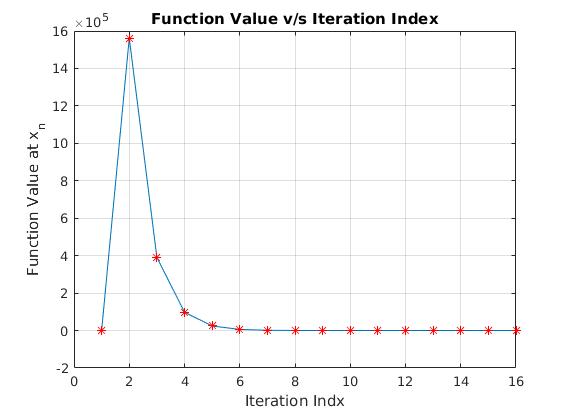 Function Value v/s Iteration Index
×10^5
16
14
12
10
8
6
4
2
0
-2
Function Value at x_n
0 2 4 6 8 10 12 14 16
Iteration Indx